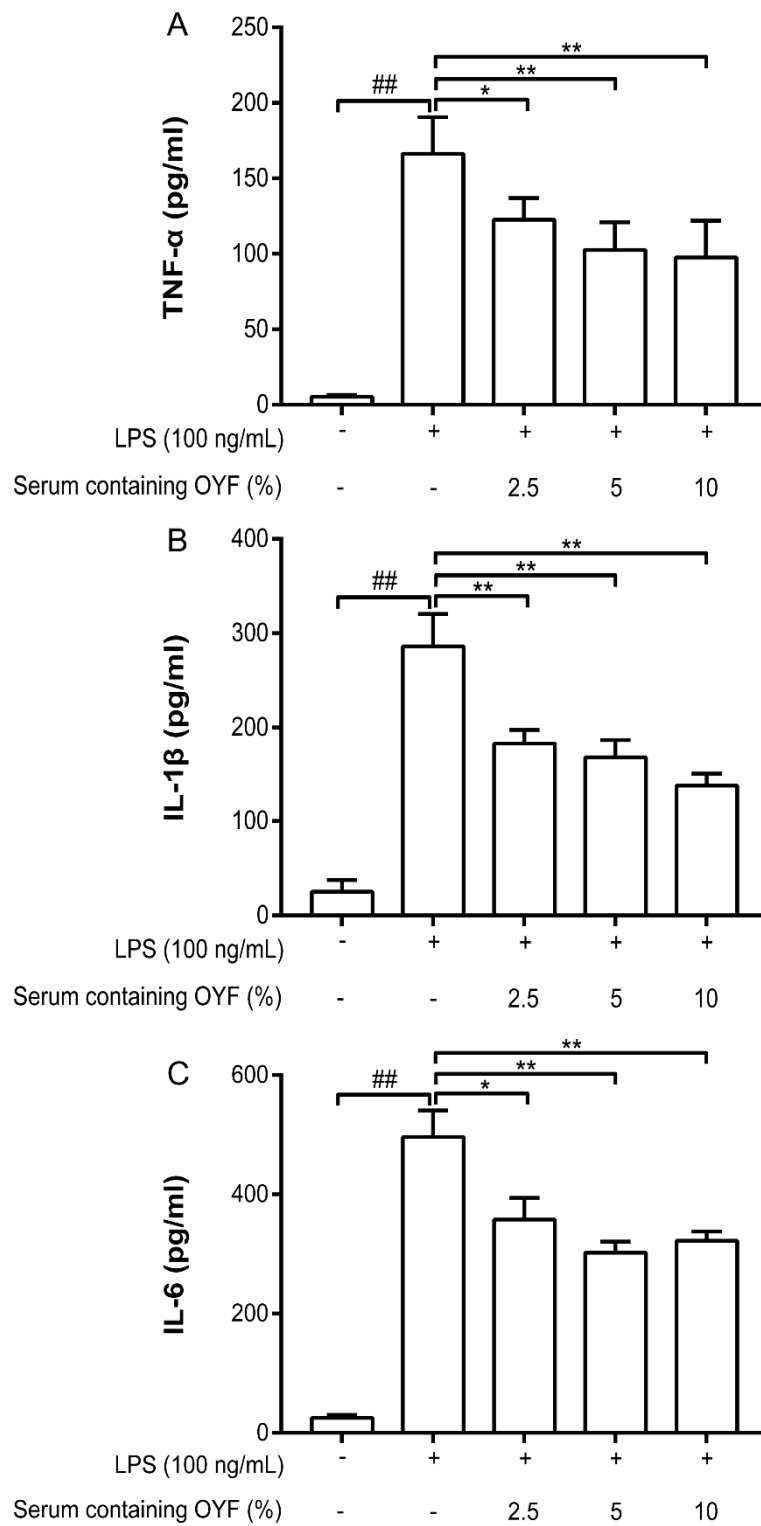 A
TNF-α (pg/ml)
250
200
150
100
50
0
##
*
**
**
LPS (100 ng/mL) - + + + +
Serum containing OYF (%) - - 2.5 5 10
B
IL-1β (pg/ml)
400
300
200
100
0
##
**
**
**
LPS (100 ng/mL) - + + + +
Serum containing OYF (%) - - 2.5 5 10
C
IL-6 (pg/ml)
600
400
200
0
##
*
**
**
LPS (100 ng/mL) - + + + +
Serum containing OYF (%) - - 2.5 5 10